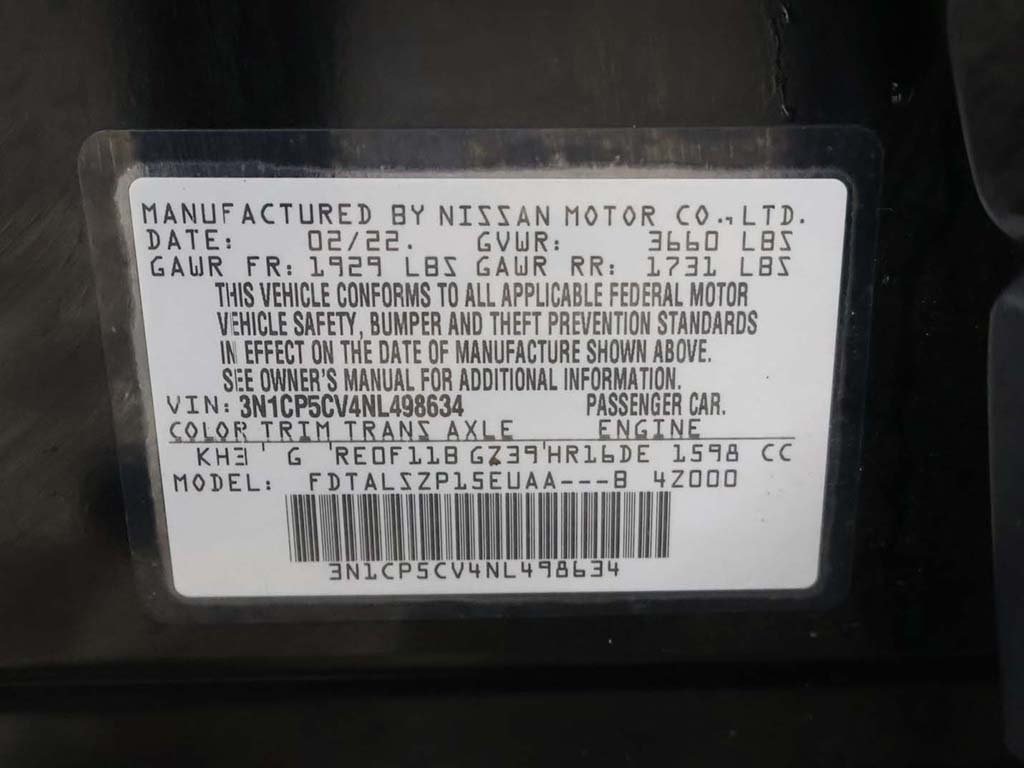 MANUFACTURED BY NISSAN MOTOR CO., LTD.
DATE: 02/22. GVWR: 3660 LBS
GAWR FR: 1929 LBS GAWR RR: 1731 LBS
THIS VEHICLE CONFORMS TO ALL APPLICABLE FEDERAL MOTOR
VEHICLE SAFETY, BUMPER AND THEFT PREVENTION STANDARDS
IN EFFECT ON THE DATE OF MANUFACTURE SHOWN ABOVE.
SEE OWNER'S MANUAL FOR ADDITIONAL INFORMATION.
VIN: 3N1CP5CV4NL498634 PASSENGER CAR.
COLOR TRIM TRANS AXLE ENGINE
KH3 G RE0F11B GZ39 HR16DE 1598 CC
MODEL: FDTALSZP15EUAA---B 4Z000
3N1CP5CV4NL498634